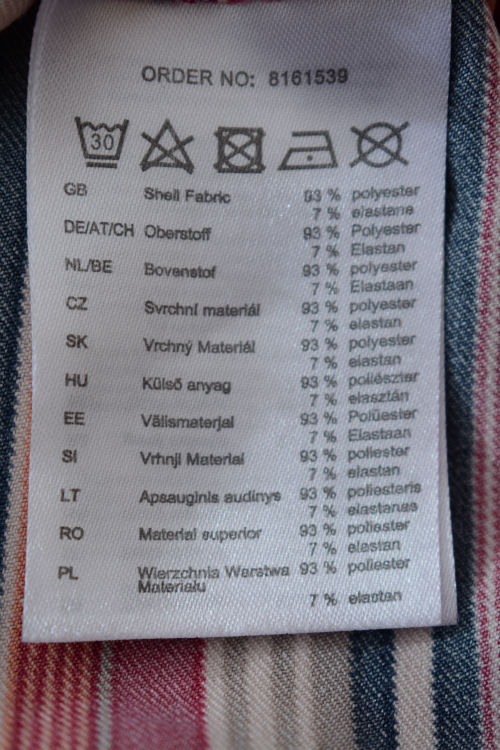 ORDER NO: 8161539
30
GB Shell Fabric 93 % polyester
7 % elastane
DE/AT/CH Oberstoff 93 % Polyester
7 % Elastan
NL/BE Bovenstof 93 % polyester
7 % Elastaan
CZ Svrchní materiál 93 % polyester
7 % elastan
SK Vrchný Materiál 93 % polyester
7 % elastan
HU Külső anyag 93 % poliészter
7 % elasztán
EE Välismaterjal 93 % Polüester
7 % Elastaan
SI Vrhnji Material 93 % poliester
7 % elastan
LT Apsauginis audinys 93 % poliesteris
7 % elastanas
RO Material superior 93 % poliester
7 % elastan
PL Wierzchnia Warstwa 93 % poliester
Materiału
7 % elastan